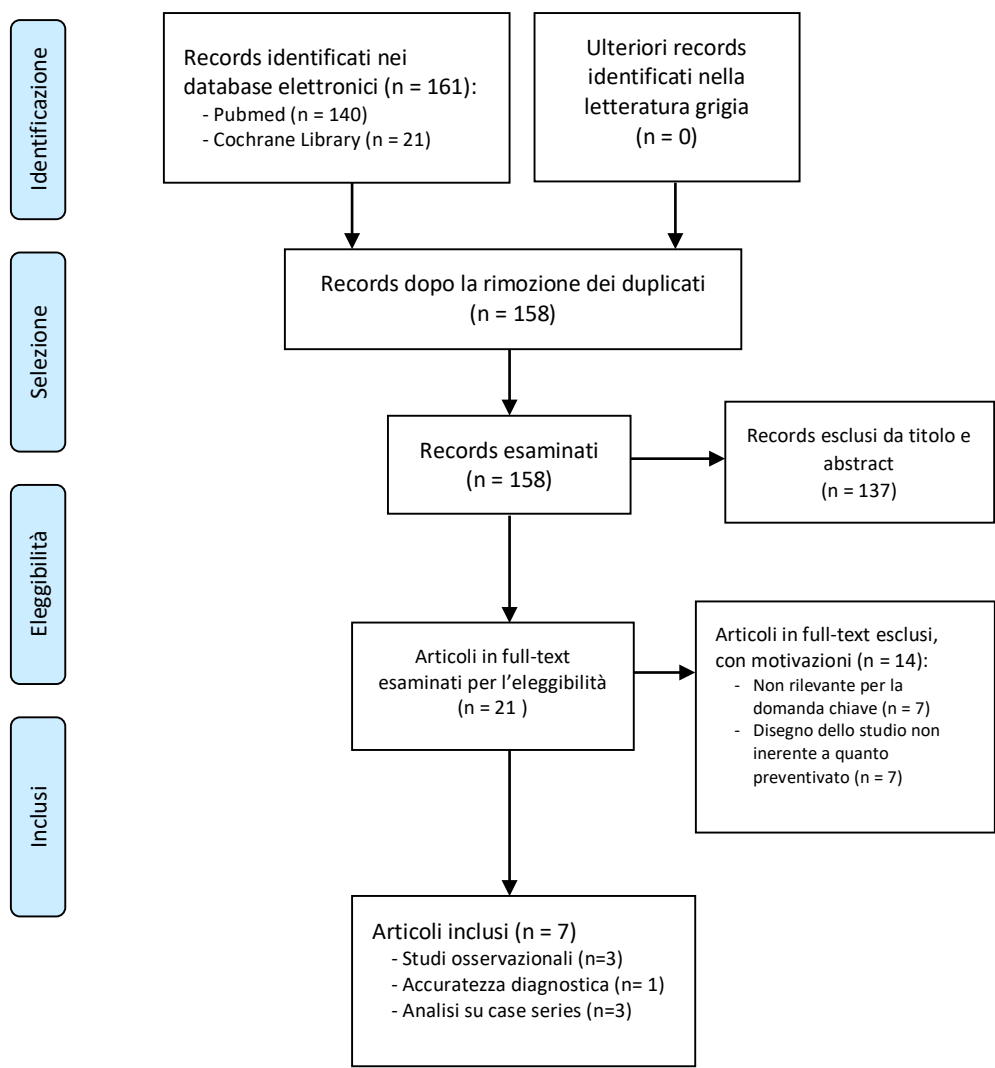 Identificazione
Records identificati nei
database elettronici (n = 161):
- Pubmed (n = 140)
- Cochrane Library (n = 21)
Ulteriori records
identificati nella
letteratura grigia
(n = 0)
Selezione
Records dopo la rimozione dei duplicati
(n = 158)
Records esaminati
(n = 158)
Records esclusi da titolo e
abstract
(n = 137)
Eleggibilità
Articoli in full-text
esaminati per l’eleggibilità
(n = 21 )
Articoli in full-text esclusi,
con motivazioni (n = 14):
- Non rilevante per la
domanda chiave (n = 7)
- Disegno dello studio non
inerente a quanto
preventivato (n = 7)
Inclusi
Articoli inclusi (n = 7)
- Studi osservazionali (n=3)
- Accuratezza diagnostica (n= 1)
- Analisi su case series (n=3)